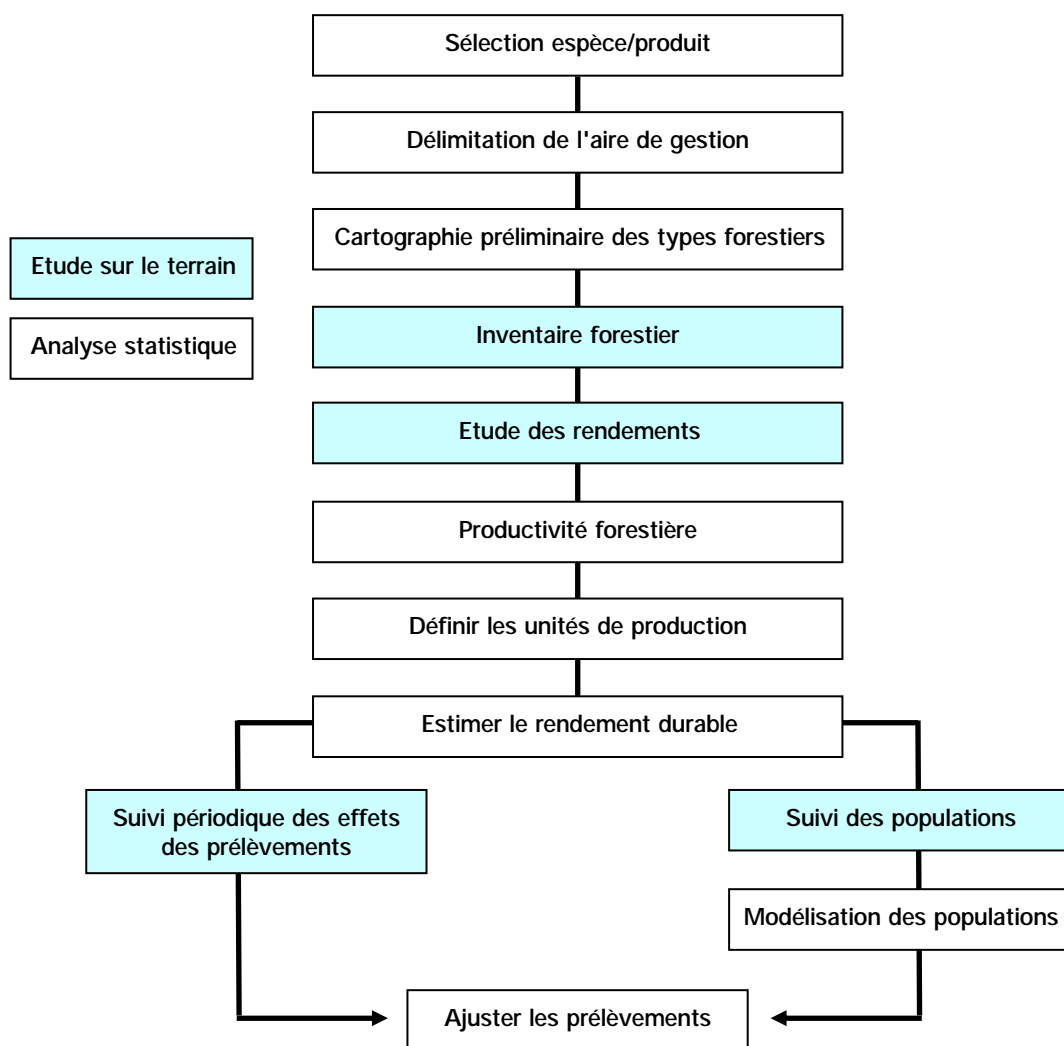 Sélection espèce/produit
Délimitation de l'aire de gestion
Cartographie préliminaire des types forestiers
Etude sur le terrain
Analyse statistique
Inventaire forestier
Etude des rendements
Productivité forestière
Définir les unités de production
Estimer le rendement durable
Suivi périodique des effets
des prélèvements
Suivi des populations
Modélisation des populations
Ajuster les prélèvements